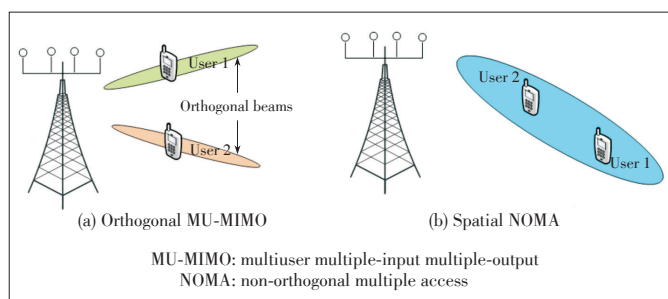 User 1
Orthogonal beams
User 2
(a) Orthogonal MU-MIMO
User 2
User 1
(b) Spatial NOMA
MU-MIMO: multiuser multiple-input multiple-output
NOMA: non-orthogonal multiple access